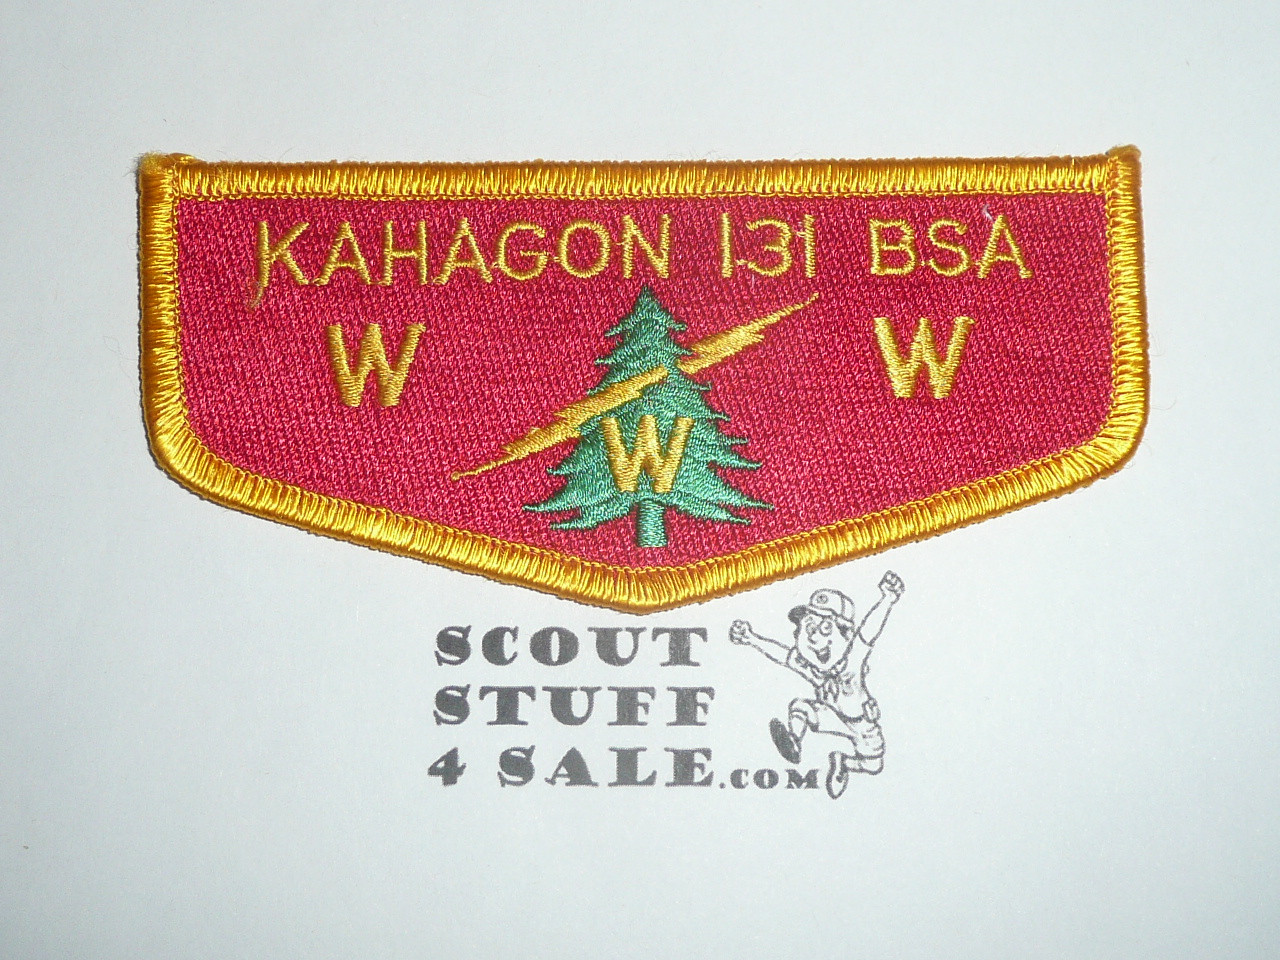 KAHAGON 131 BSA
W W
W
SCOUT
STUFF
4 SALE.COM